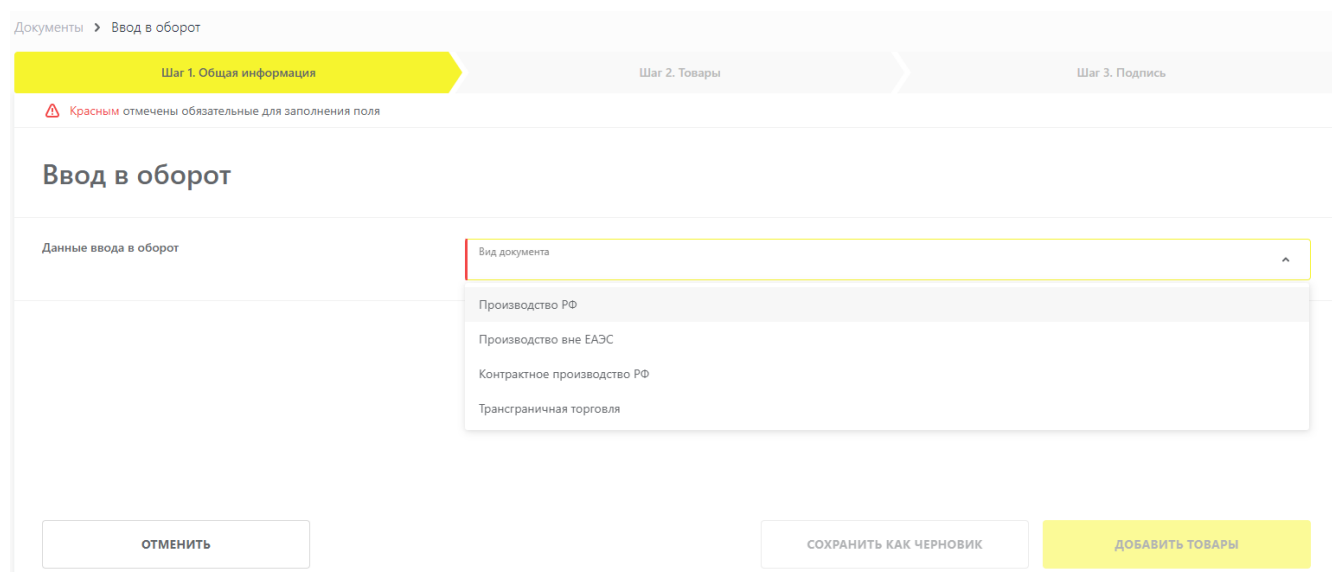 Документы > Ввод в оборот
Шаг 1. Общая информация
Шаг 2. Товары
Шаг 3. Подпись
Красным отмечены обязательные для заполнения поля
Ввод в оборот
Данные ввода в оборот
Вид документа
Производство РФ
Производство вне ЕАЭС
Контрактное производство РФ
Трансграничная торговля
ОТМЕНИТЬ
СОХРАНИТЬ КАК ЧЕРНОВИК
ДОБАВИТЬ ТОВАРЫ